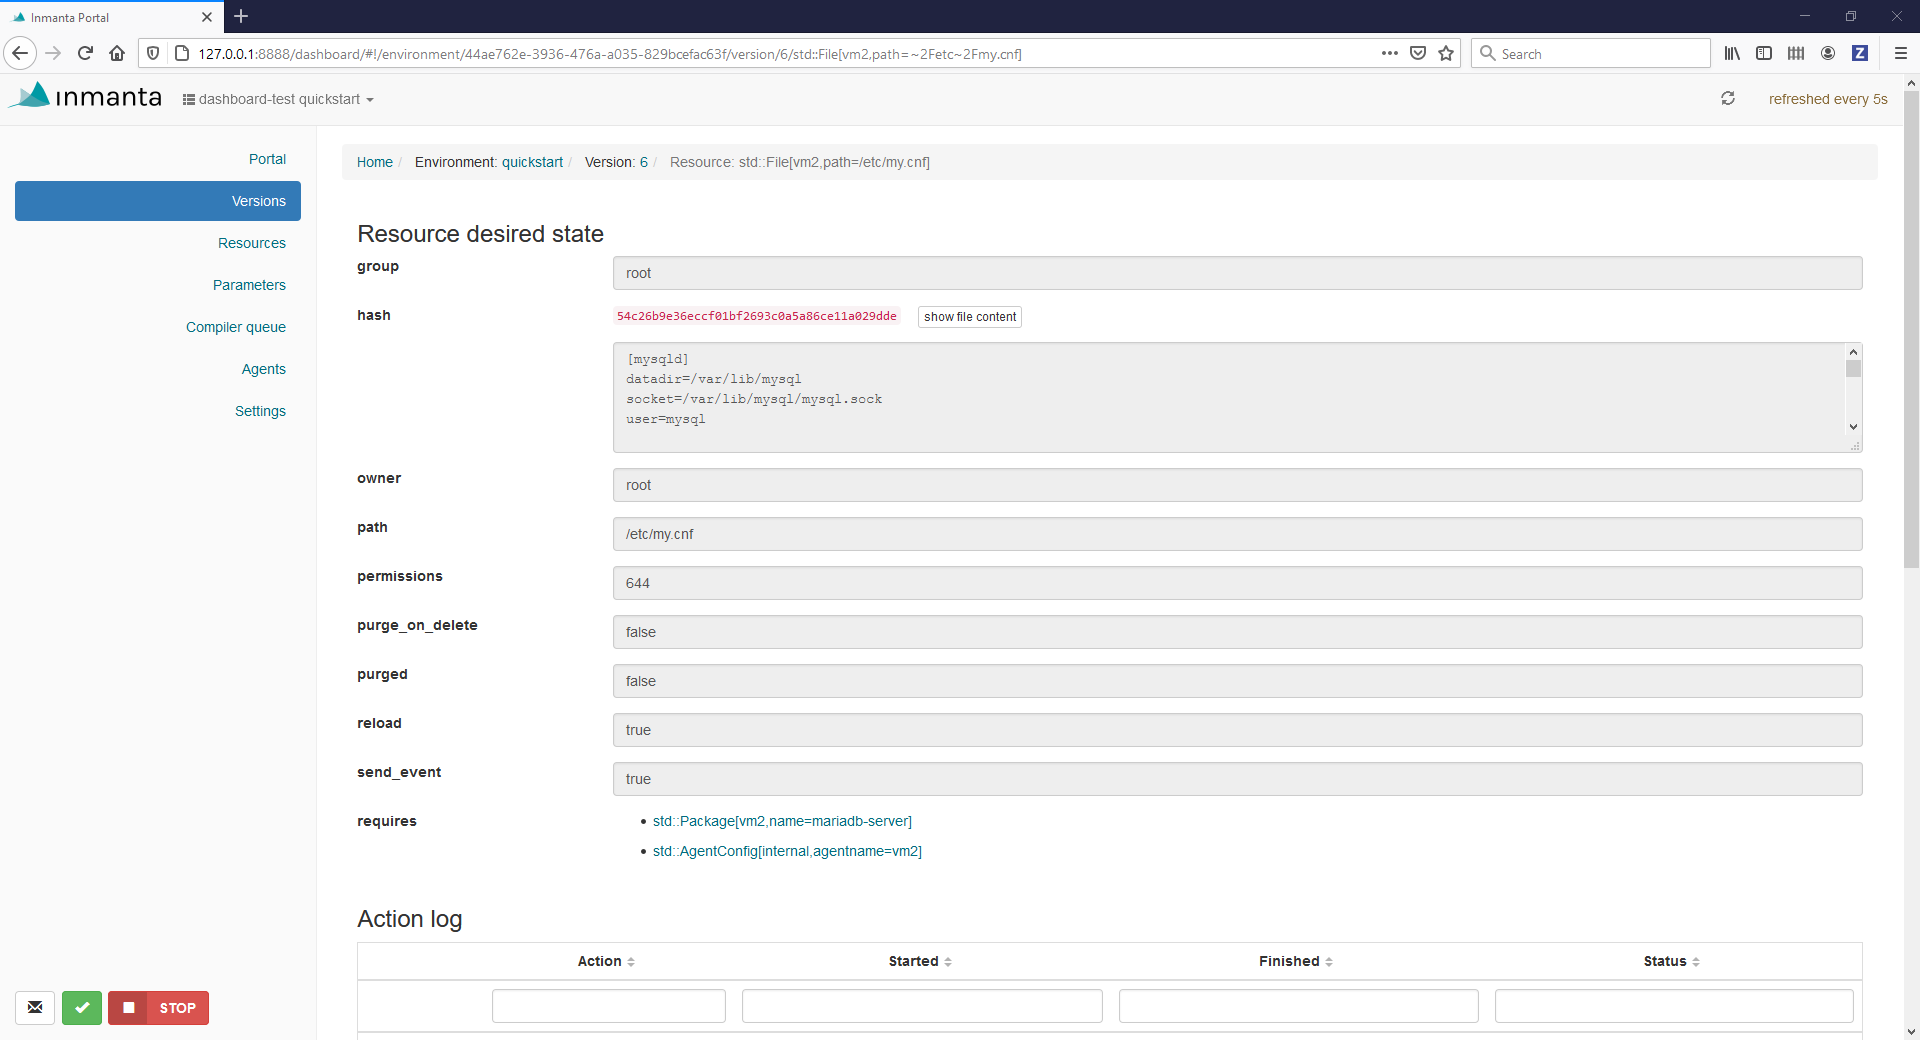 Inmanta Portal
127.0.0.1:8888/dashboard/#!/environment/44ae762e-3936-476a-a035-829bcefac63f/version/6/std::File[vm2,path=~2Fetc~2Fmy.cnf]
Search
Z
inmanta
dashboard-test quickstart
refreshed every 5s
Portal
Versions
Resources
Parameters
Compiler queue
Agents
Settings
Home / Environment: quickstart / Version: 6 / Resource: std::File[vm2,path=/etc/my.cnf]
Resource desired state
group
root
hash
54c26b9e36eccf01bf2693c0a5a86ce11a029dde
show file content
[mysqld]
datadir=/var/lib/mysql
socket=/var/lib/mysql/mysql.sock
user=mysql
owner
root
path
/etc/my.cnf
permissions
644
purge_on_delete
false
purged
false
reload
true
send_event
true
requires
std::Package[vm2,name=mariadb-server]
std::AgentConfig[internal,agentname=vm2]
Action log
Action Started Finished Status
STOP